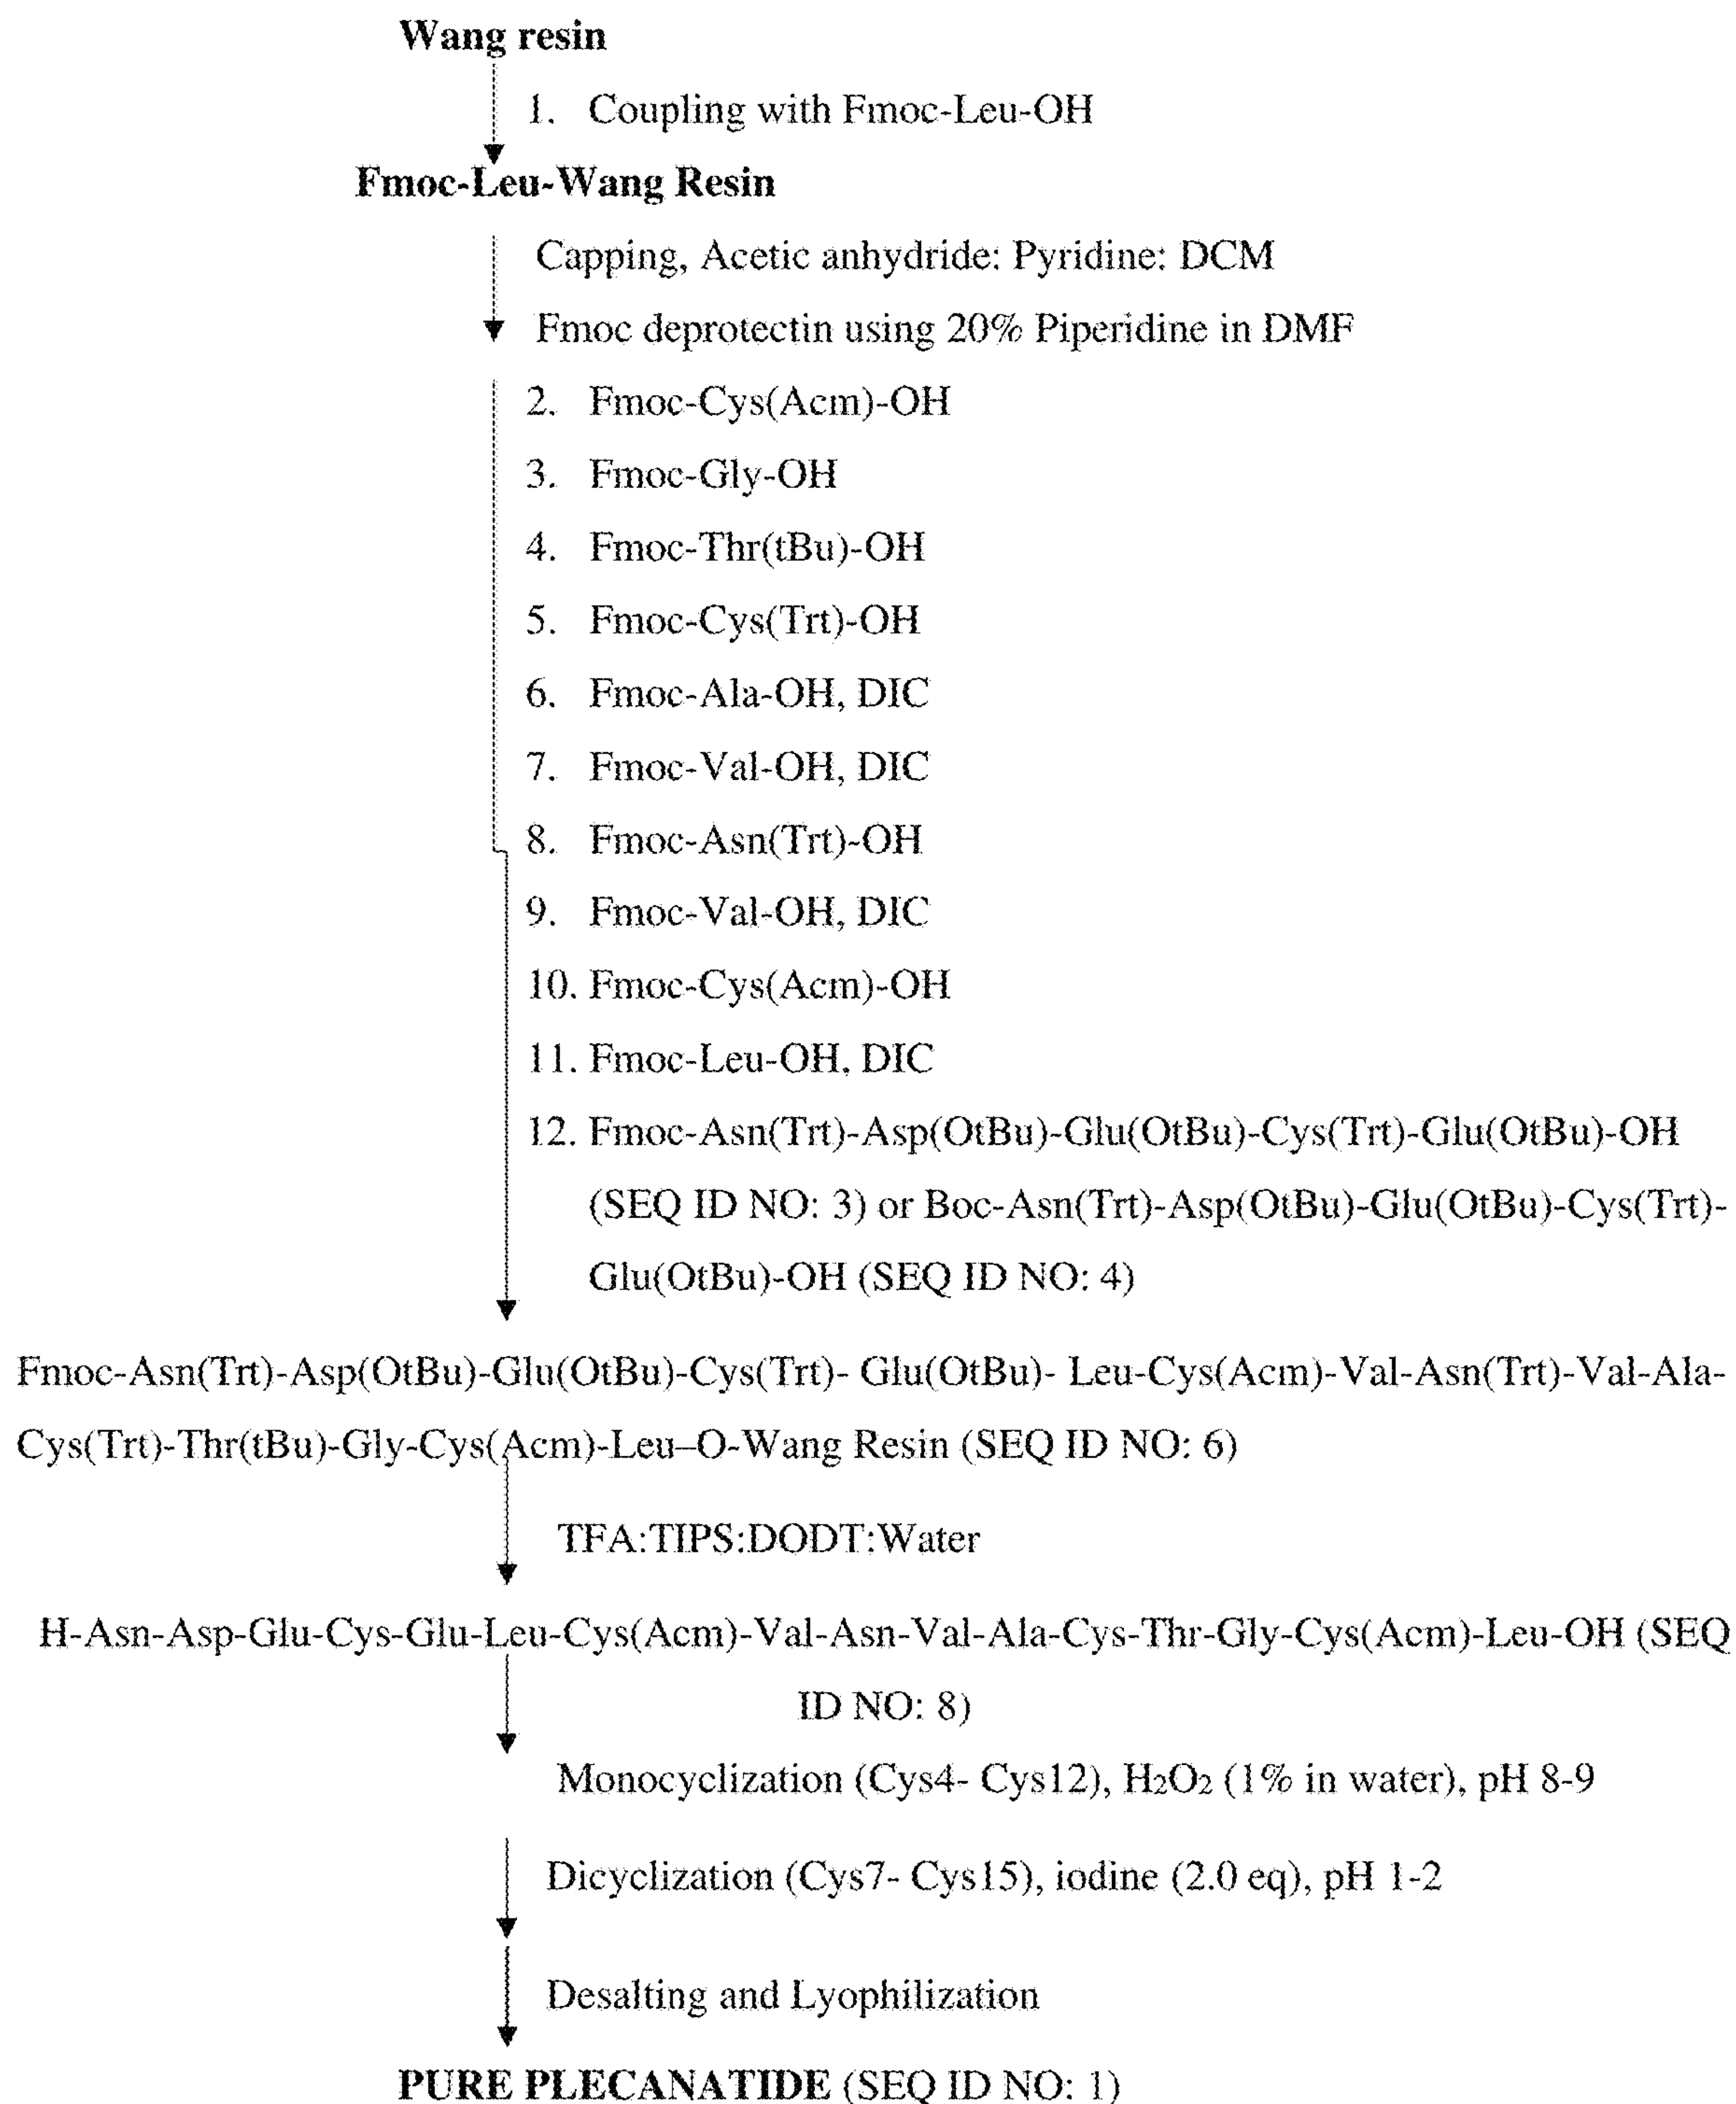 Wang resin
1. Coupling with Fmoc-Leu-OH
Fmoc-Leu-Wang Resin
Capping, Acetic anhydride: Pyridine: DCM
Fmoc deprotectin using 20% Piperidine in DMF
2. Fmoc-Cys(Acm)-OH
3. Fmoc-Gly-OH
4. Fmoc-Thr(tBu)-OH
5. Fmoc-Cys(Trt)-OH
6. Fmoc-Ala-OH, DIC
7. Fmoc-Val-OH, DIC
8. Fmoc-Asn(Trt)-OH
9. Fmoc-Val-OH, DIC
10. Fmoc-Cys(Acm)-OH
11. Fmoc-Leu-OH, DIC
12. Fmoc-Asn(Trt)-Asp(OtBu)-Glu(OtBu)-Cys(Trt)-Glu(OtBu)-OH
(SEQ ID NO: 3) or Boc-Asn(Trt)-Asp(OtBu)-Glu(OtBu)-Cys(Trt)-
Glu(OtBu)-OH (SEQ ID NO: 4)
Fmoc-Asn(Trt)-Asp(OtBu)-Glu(OtBu)-Cys(Trt)- Glu(OtBu)- Leu-Cys(Acm)-Val-Asn(Trt)-Val-Ala-
Cys(Trt)-Thr(tBu)-Gly-Cys(Acm)-Leu–O-Wang Resin (SEQ ID NO: 6)
TFA:TIPS:DODT:Water
H-Asn-Asp-Glu-Cys-Glu-Leu-Cys(Acm)-Val-Asn-Val-Ala-Cys-Thr-Gly-Cys(Acm)-Leu-OH (SEQ
ID NO: 8)
Monocyclization (Cys4- Cys12), H₂O₂ (1% in water), pH 8-9
Dicyclization (Cys7- Cys15), iodine (2.0 eq), pH 1-2
Desalting and Lyophilization
PURE PLECANATIDE (SEQ ID NO: 1)